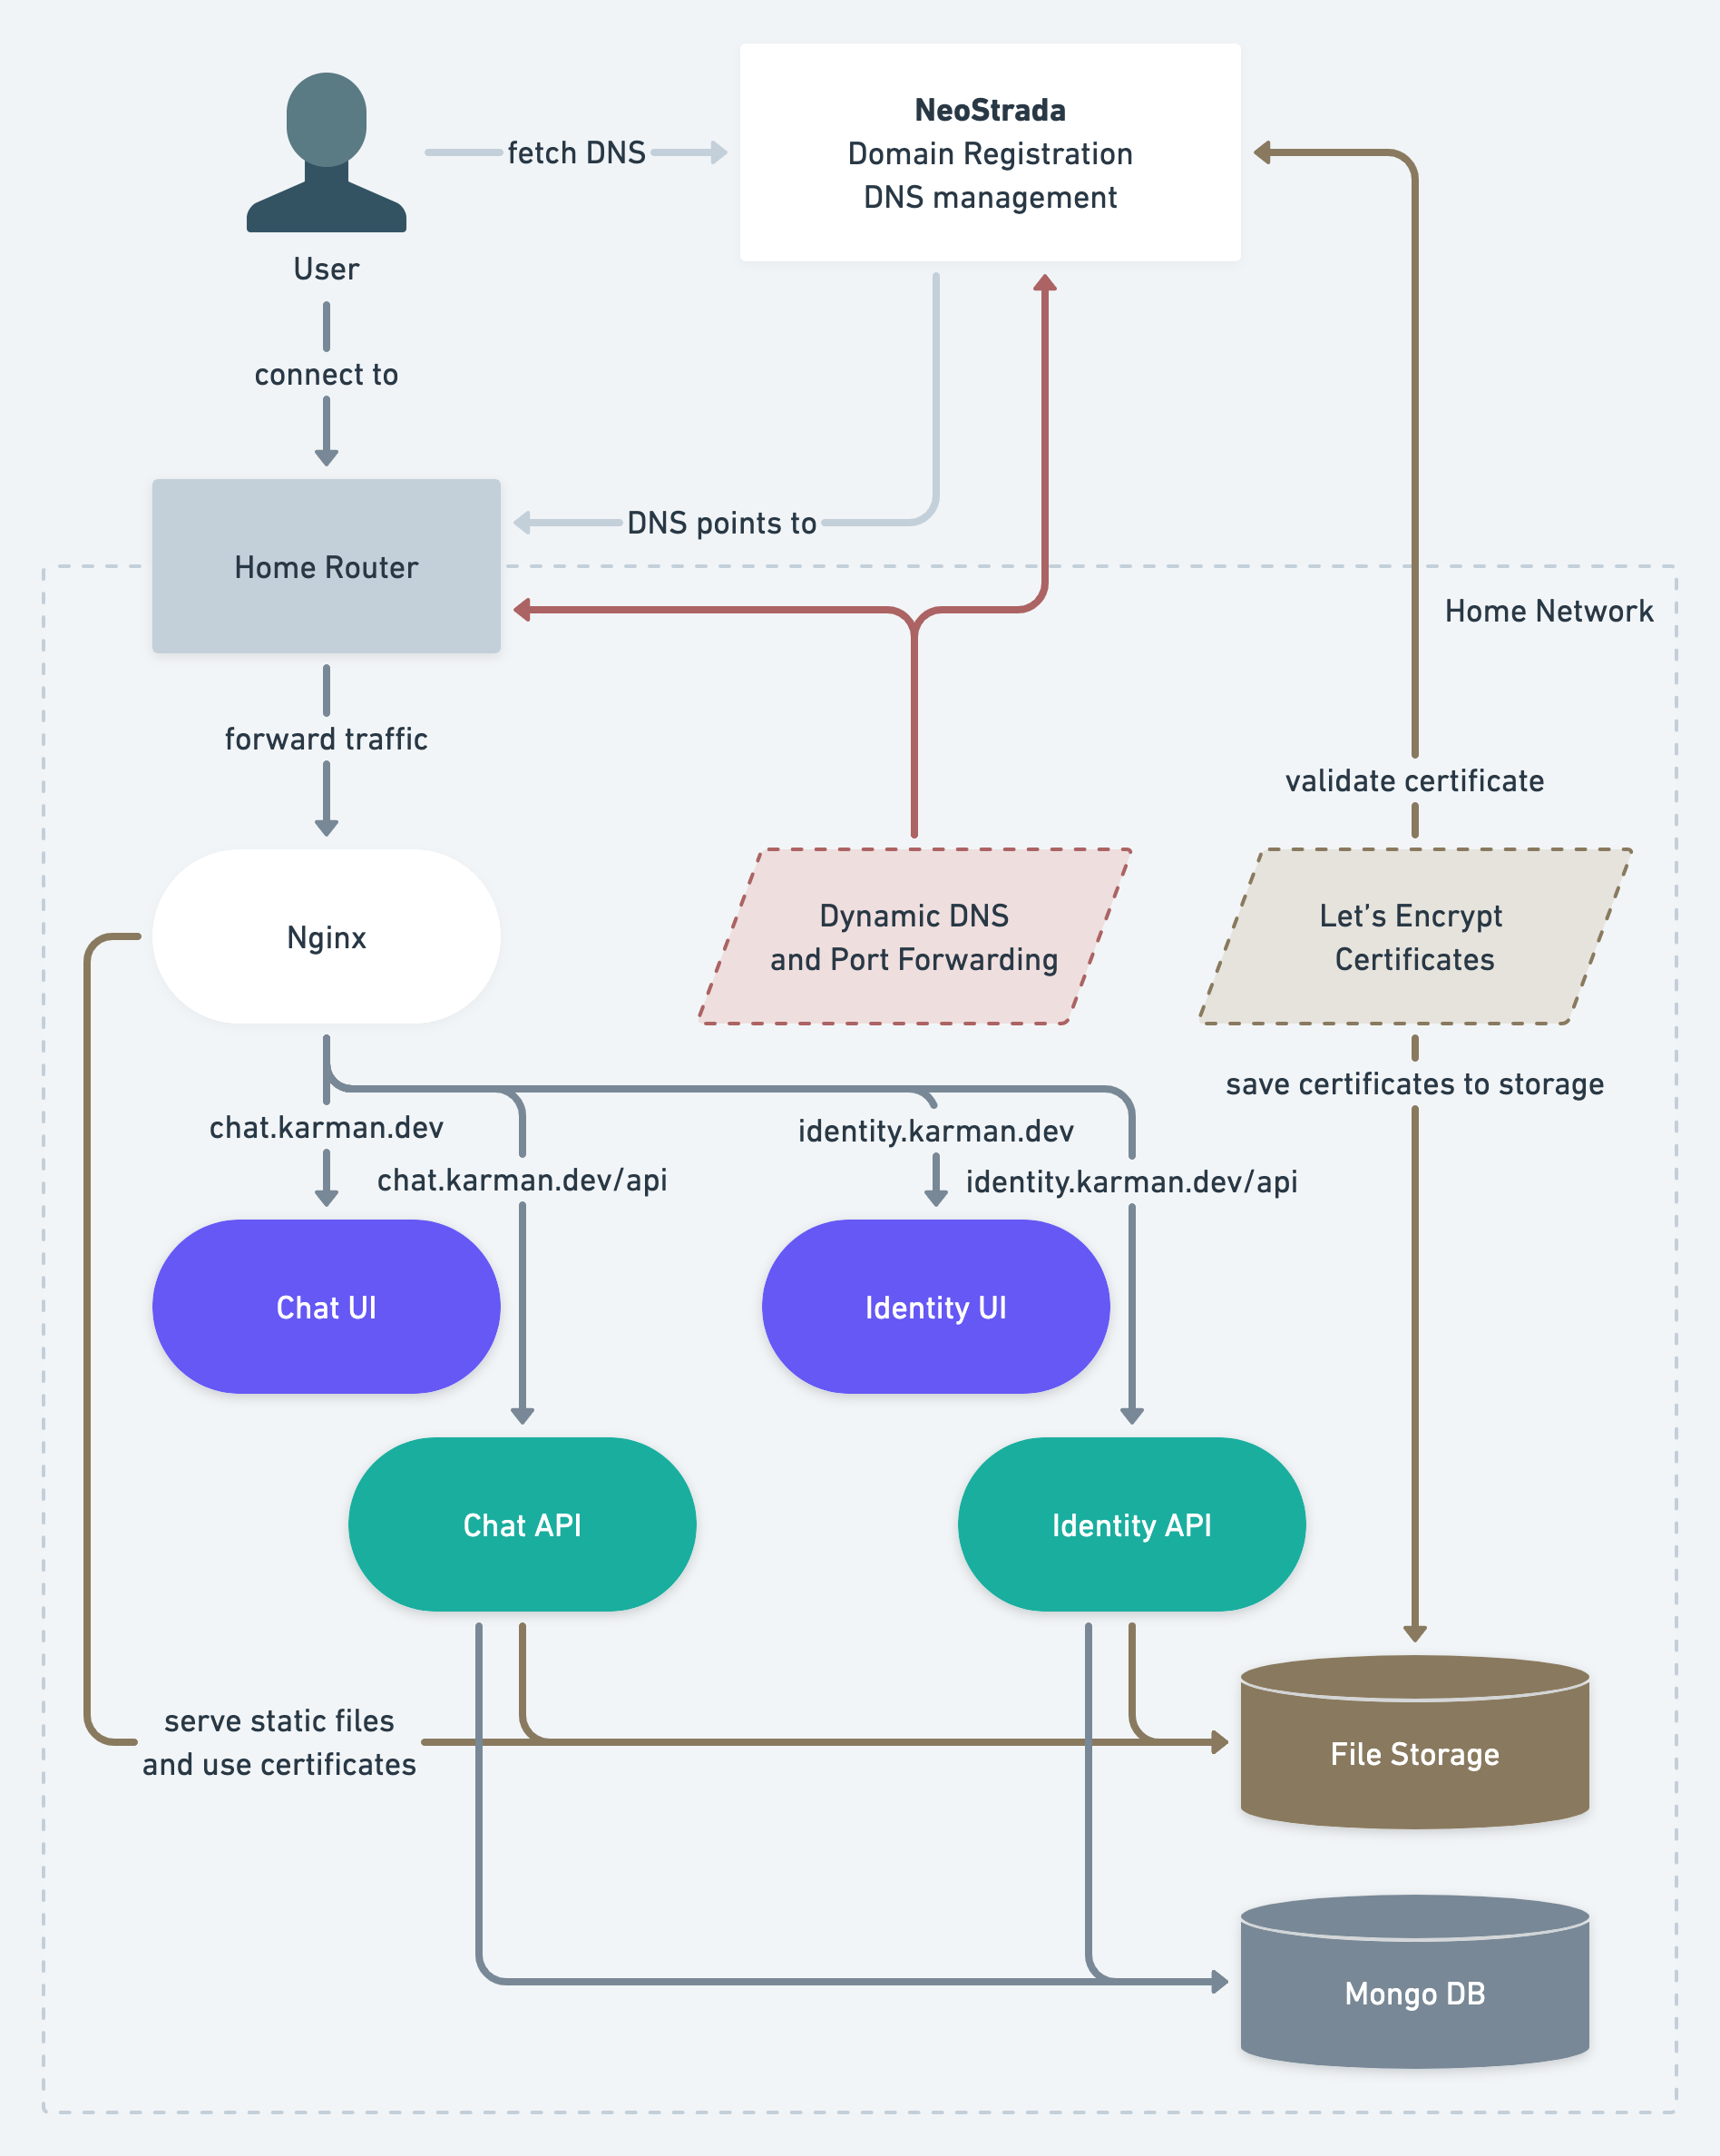 NeoStrada
Domain Registration
DNS management
fetch DNS
User
connect to
DNS points to
Home Router
Home Network
forward traffic
validate certificate
Nginx
Dynamic DNS
and Port Forwarding
Let’s Encrypt
Certificates
save certificates to storage
chat.karman.dev
identity.karman.dev
chat.karman.dev/api
identity.karman.dev/api
Chat UI
Identity UI
Chat API
Identity API
serve static files
and use certificates
File Storage
Mongo DB